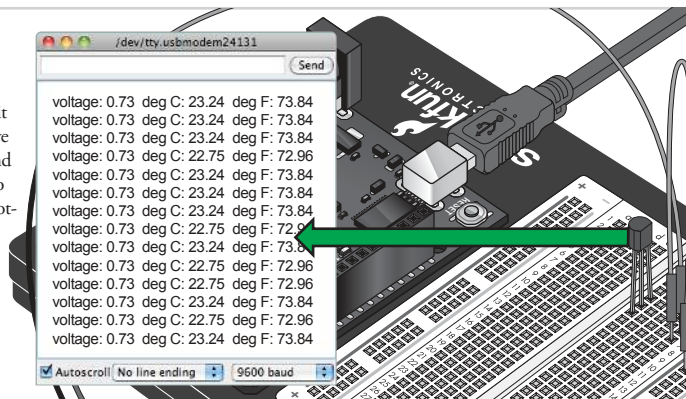 /dev/tty.usbmodem24131
Send
voltage: 0.73 deg C: 23.24 deg F: 73.84
voltage: 0.73 deg C: 23.24 deg F: 73.84
voltage: 0.73 deg C: 23.24 deg F: 73.84
voltage: 0.73 deg C: 22.75 deg F: 72.96
voltage: 0.73 deg C: 23.24 deg F: 73.84
voltage: 0.73 deg C: 23.24 deg F: 73.84
voltage: 0.73 deg C: 23.24 deg F: 73.84
voltage: 0.73 deg C: 22.75 deg F:
voltage: 0.73 deg C: 23.24 deg F:
voltage: 0.73 deg C: 22.75 deg F: 72.96
voltage: 0.73 deg C: 22.75 deg F: 72.96
voltage: 0.73 deg C: 23.24 deg F: 73.84
voltage: 0.73 deg C: 22.75 deg F: 72.96
voltage: 0.73 deg C: 23.24 deg F: 73.84
Autoscroll No line ending 9600 baud
RESET